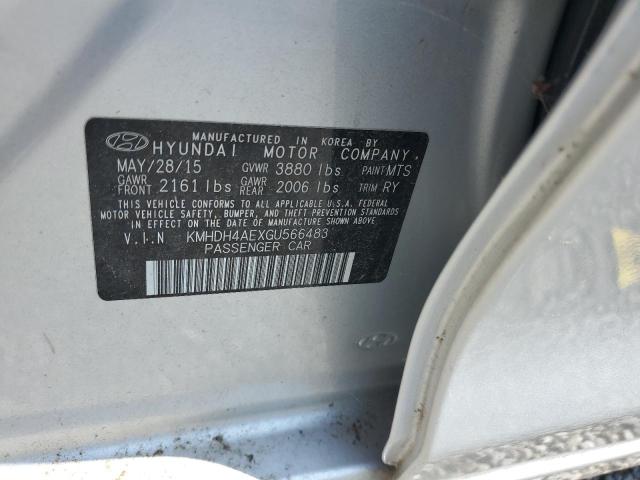 MANUFACTURED IN KOREA BY
HYUNDAI MOTOR COMPANY.
MAY/28/15 GVWR 3880 lbs PAINT MTS
GAWR FRONT 2161 lbs GAWR REAR 2006 lbs TRIM RY
THIS VEHICLE CONFORMS TO ALL APPLICABLE U.S.A. FEDERAL
MOTOR VEHICLE SAFETY, BUMPER, AND THEFT PREVENTION STANDARDS
IN EFFECT ON THE DATE OF MANUFACTURE SHOWN ABOVE.
V.I.N KMHDH4AEXGU566483
PASSENGER CAR